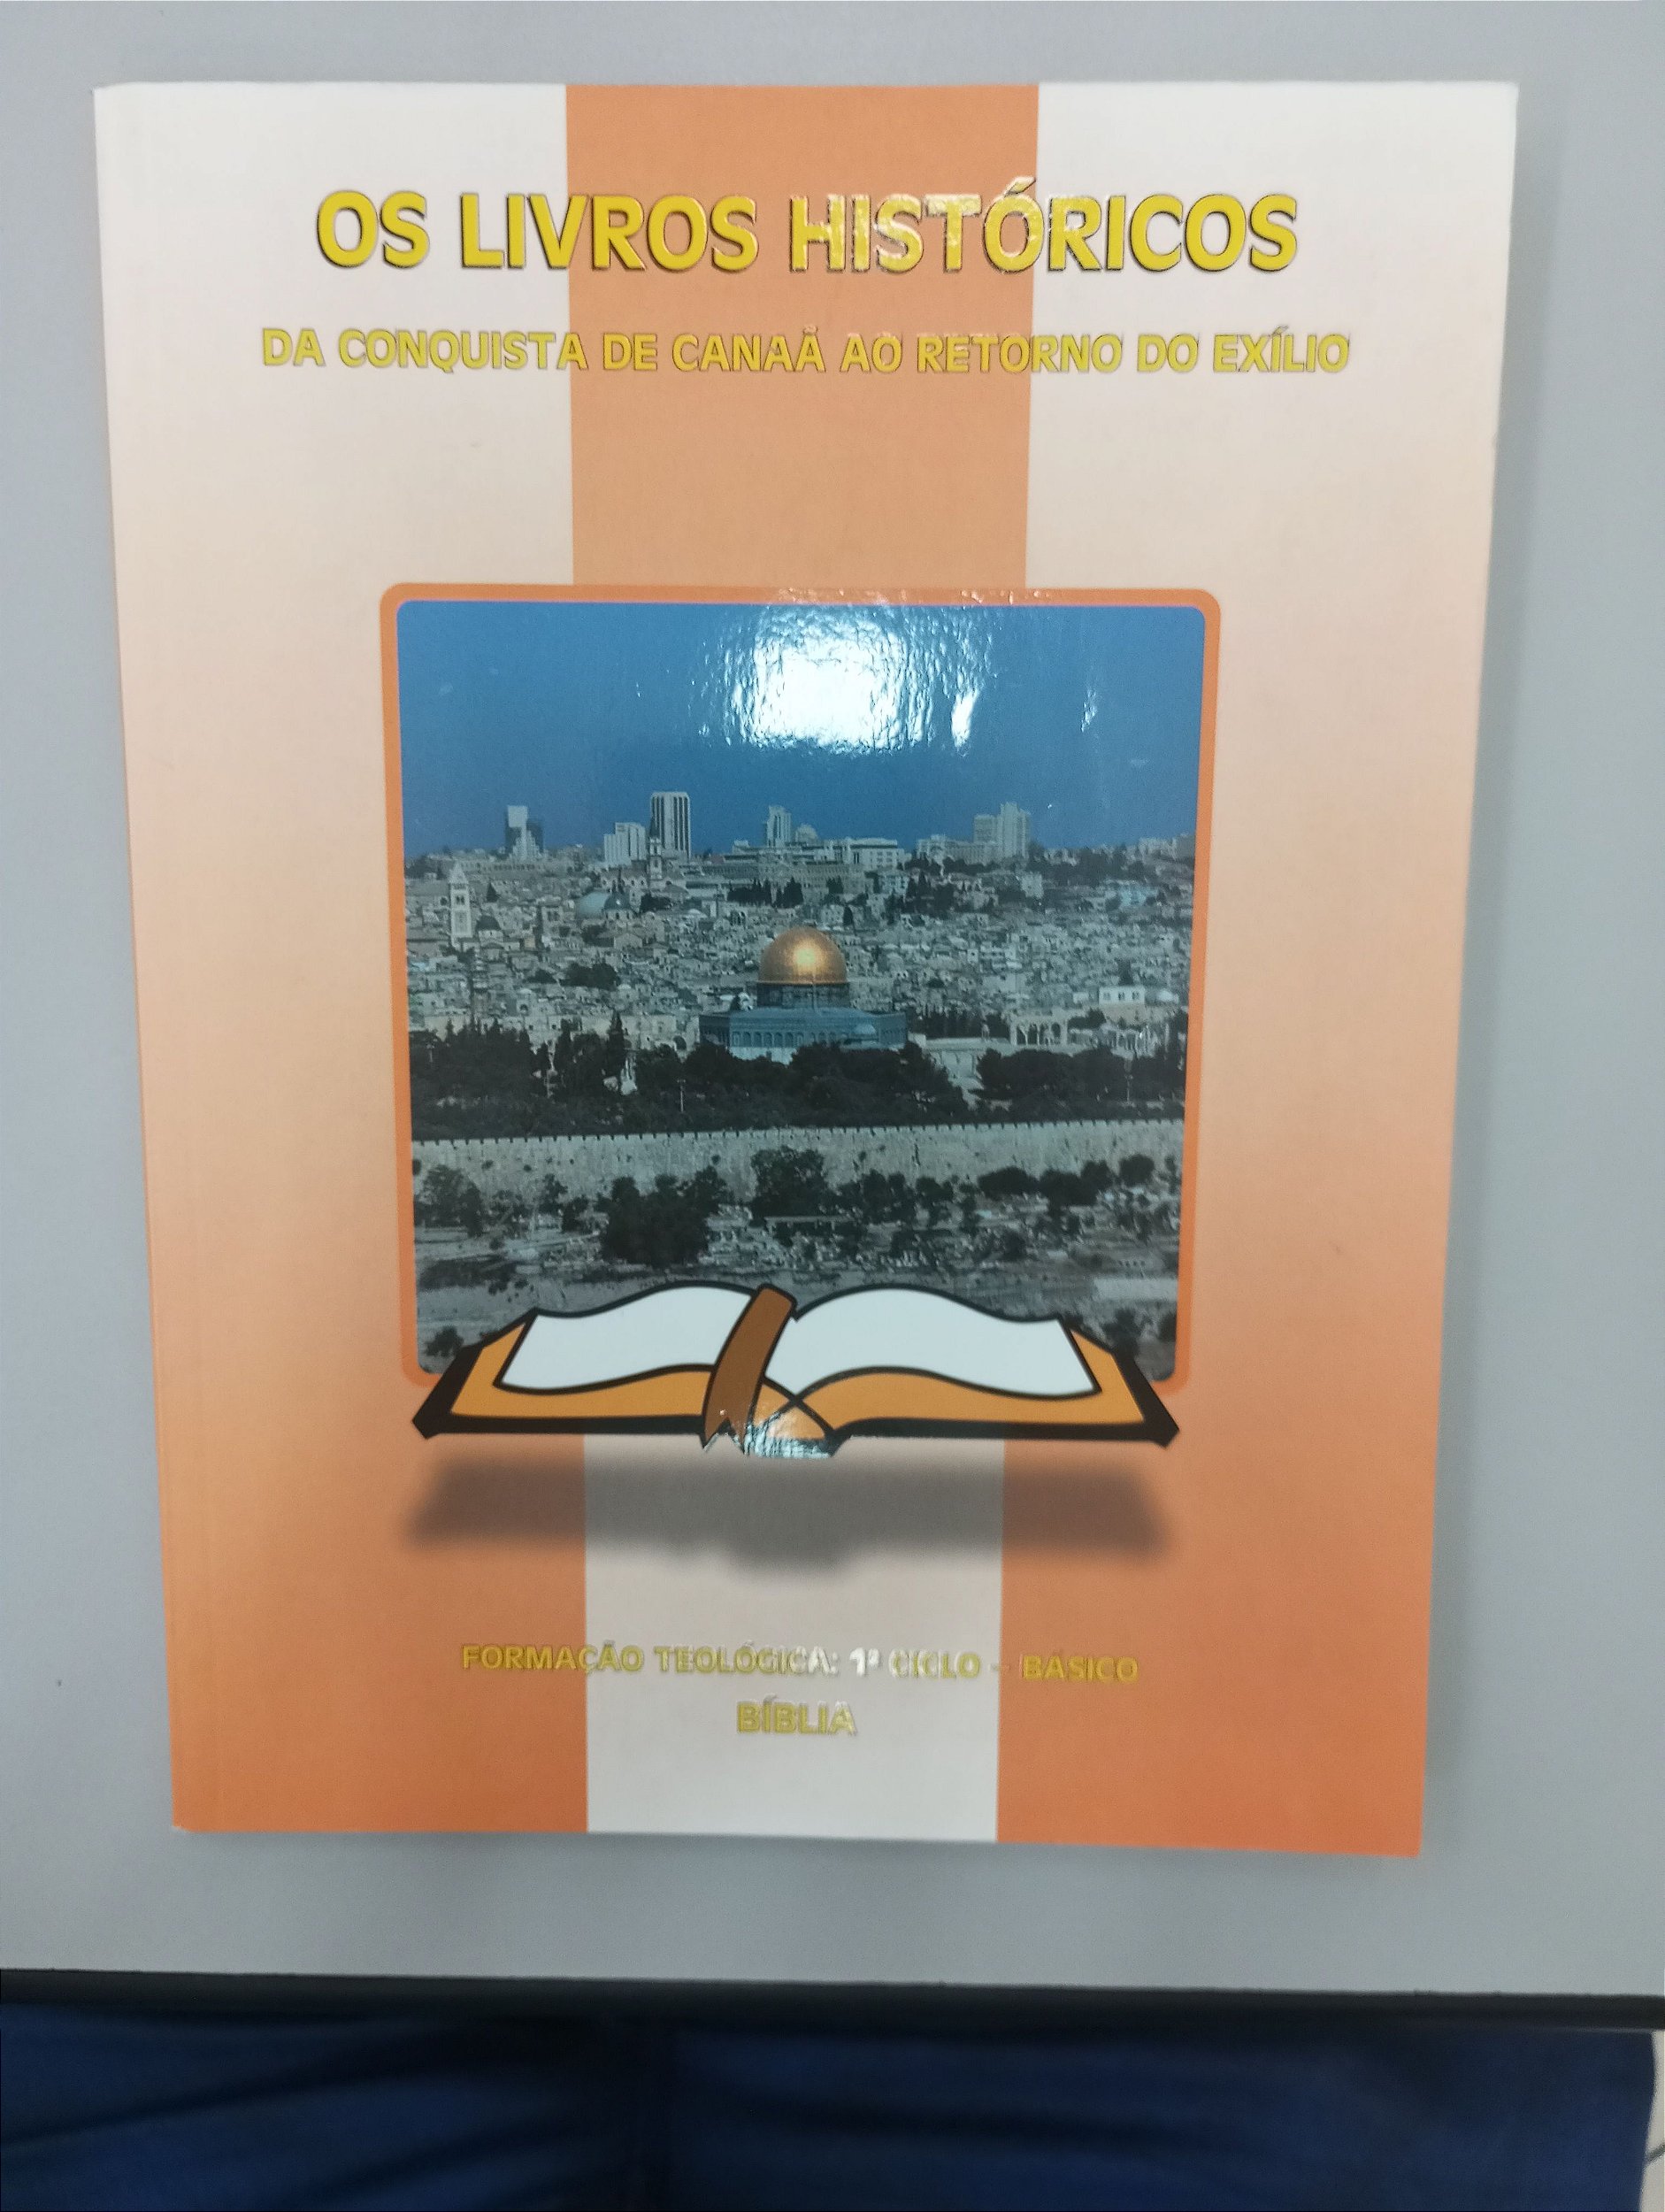 OS LIVROS HISTÓRICOS
DA CONQUISTA DE CANAÃ AO RETORNO DO EXÍLIO
FORMAÇÃO TEOLÓGICA: 1º CICLO - BÁSICO
BÍBLIA